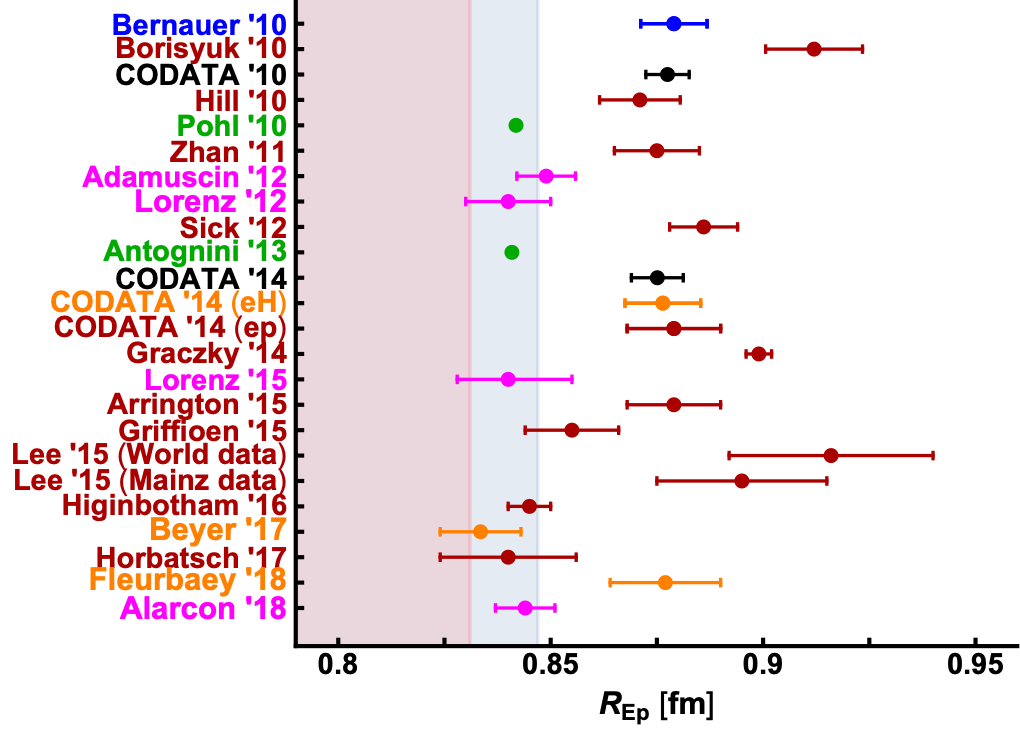 Bernauer '10
Borisyuk '10
CODATA '10
Hill '10
Pohl '10
Zhan '11
Adamuscin '12
Lorenz '12
Sick '12
Antognini '13
CODATA '14
CODATA '14 (eH)
CODATA '14 (ep)
Graczky '14
Lorenz '15
Arrington '15
Griffioen '15
Lee '15 (World data)
Lee '15 (Mainz data)
Higinbotham '16
Beyer '17
Horbatsch '17
Fleurbaey '18
Alarcon '18
0.8 0.85 0.9 0.95
REp [fm]